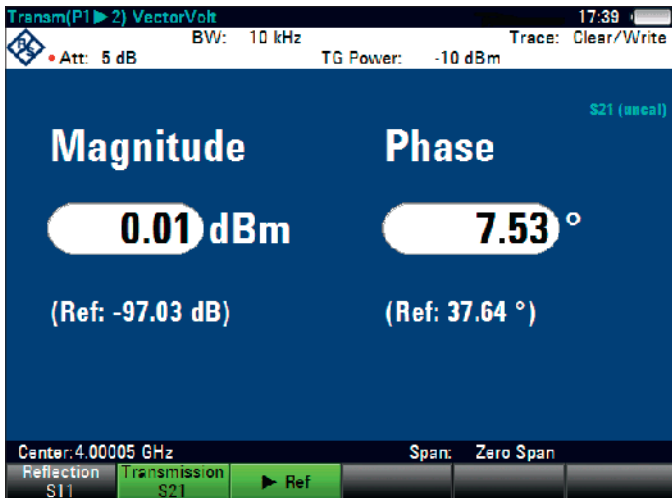 Transm(P1▶2) VectorVolt 17:39
BW: 10 kHz Trace: Clear/Write
• Att: 5 dB TG Power: -10 dBm
S21 (uncal)
Magnitude Phase
0.01 dBm 7.53 °
(Ref: -97.03 dB) (Ref: 37.64 °)
Center: 4.00005 GHz Span: Zero Span
Reflection Transmission ▶ Ref
S11 S21